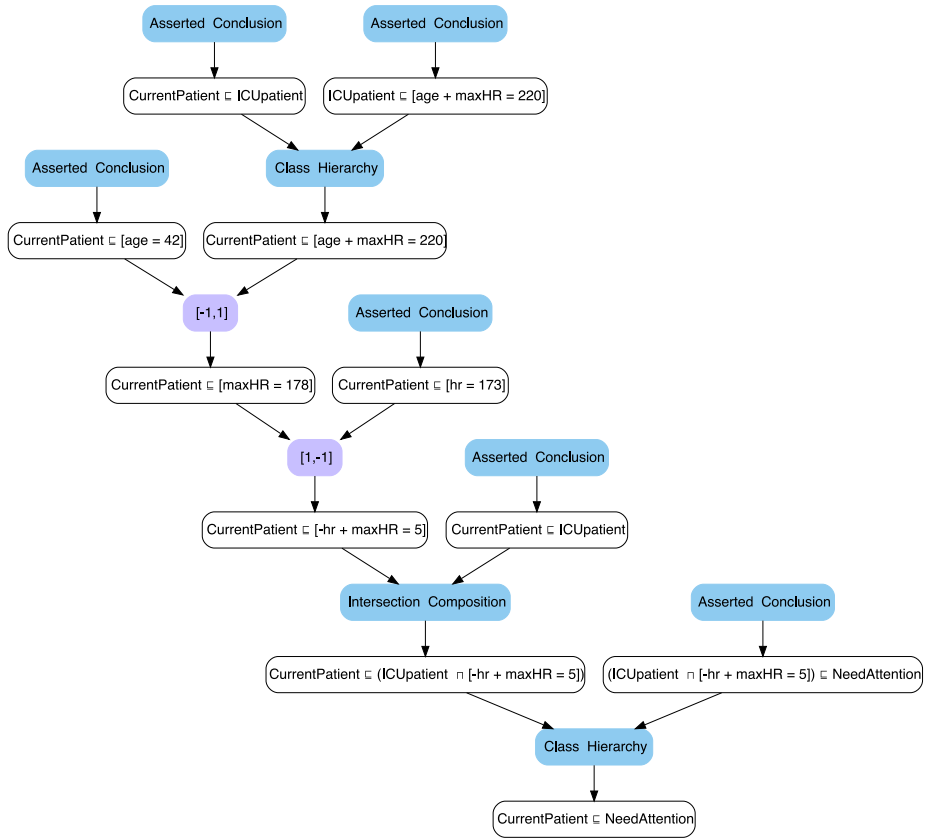 Asserted Conclusion
Asserted Conclusion
CurrentPatient ⊑ ICUpatient
ICUpatient ⊑ [age + maxHR = 220]
Asserted Conclusion
Class Hierarchy
CurrentPatient ⊑ [age = 42]
CurrentPatient ⊑ [age + maxHR = 220]
[-1,1]
Asserted Conclusion
CurrentPatient ⊑ [maxHR = 178]
CurrentPatient ⊑ [hr = 173]
[1,-1]
Asserted Conclusion
CurrentPatient ⊑ [-hr + maxHR = 5]
CurrentPatient ⊑ ICUpatient
Intersection Composition
Asserted Conclusion
CurrentPatient ⊑ (ICUpatient ⊓ [-hr + maxHR = 5])
(ICUpatient ⊓ [-hr + maxHR = 5]) ⊑ NeedAttention
Class Hierarchy
CurrentPatient ⊑ NeedAttention